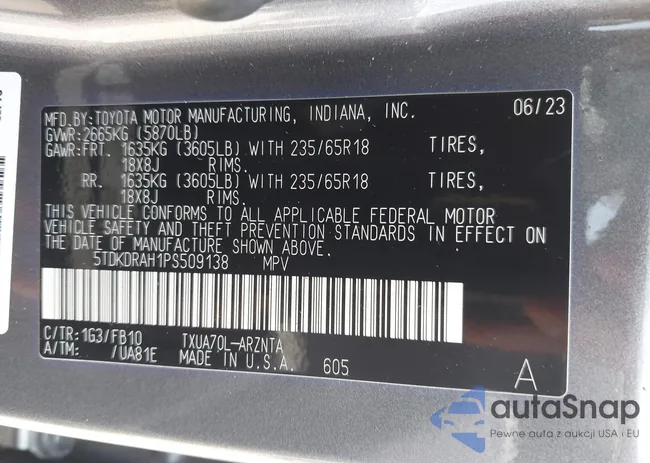 MFD.BY:TOYOTA MOTOR MANUFACTURING, INDIANA, INC. 06/23
GVWR:2665KG (5870LB)
GAWR:FRT. 1635KG (3605LB) WITH 235/65R18 TIRES,
18X8J RIMS.
RR. 1635KG (3605LB) WITH 235/65R18 TIRES,
18X8J RIMS.
THIS VEHICLE CONFORMS TO ALL APPLICABLE FEDERAL MOTOR
VEHICLE SAFETY AND THEFT PREVENTION STANDARDS IN EFFECT ON
THE DATE OF MANUFACTURE SHOWN ABOVE.
5TDKDRAH1PS509138 MPV
C/TR:1G3/FB10 TXUA70L-ARZNTA
A/TM: /UA81E MADE IN U.S.A. 605
A
autoSnap
Pewne auta z aukcji USA i EU